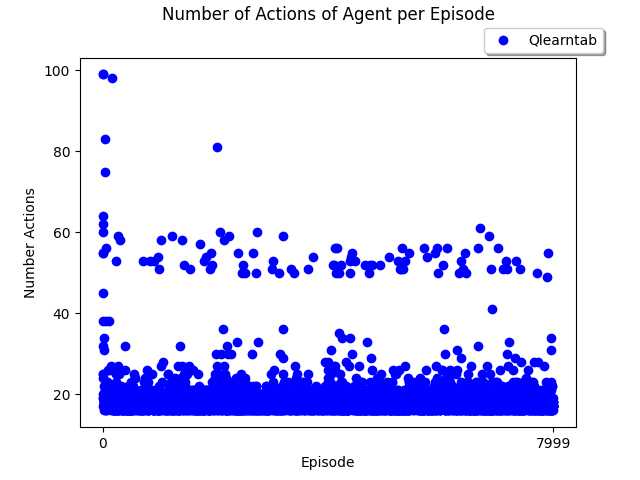 Number of Actions of Agent per Episode
Qlearntab
100
80
60
40
20
Number Actions
0
7999
Episode